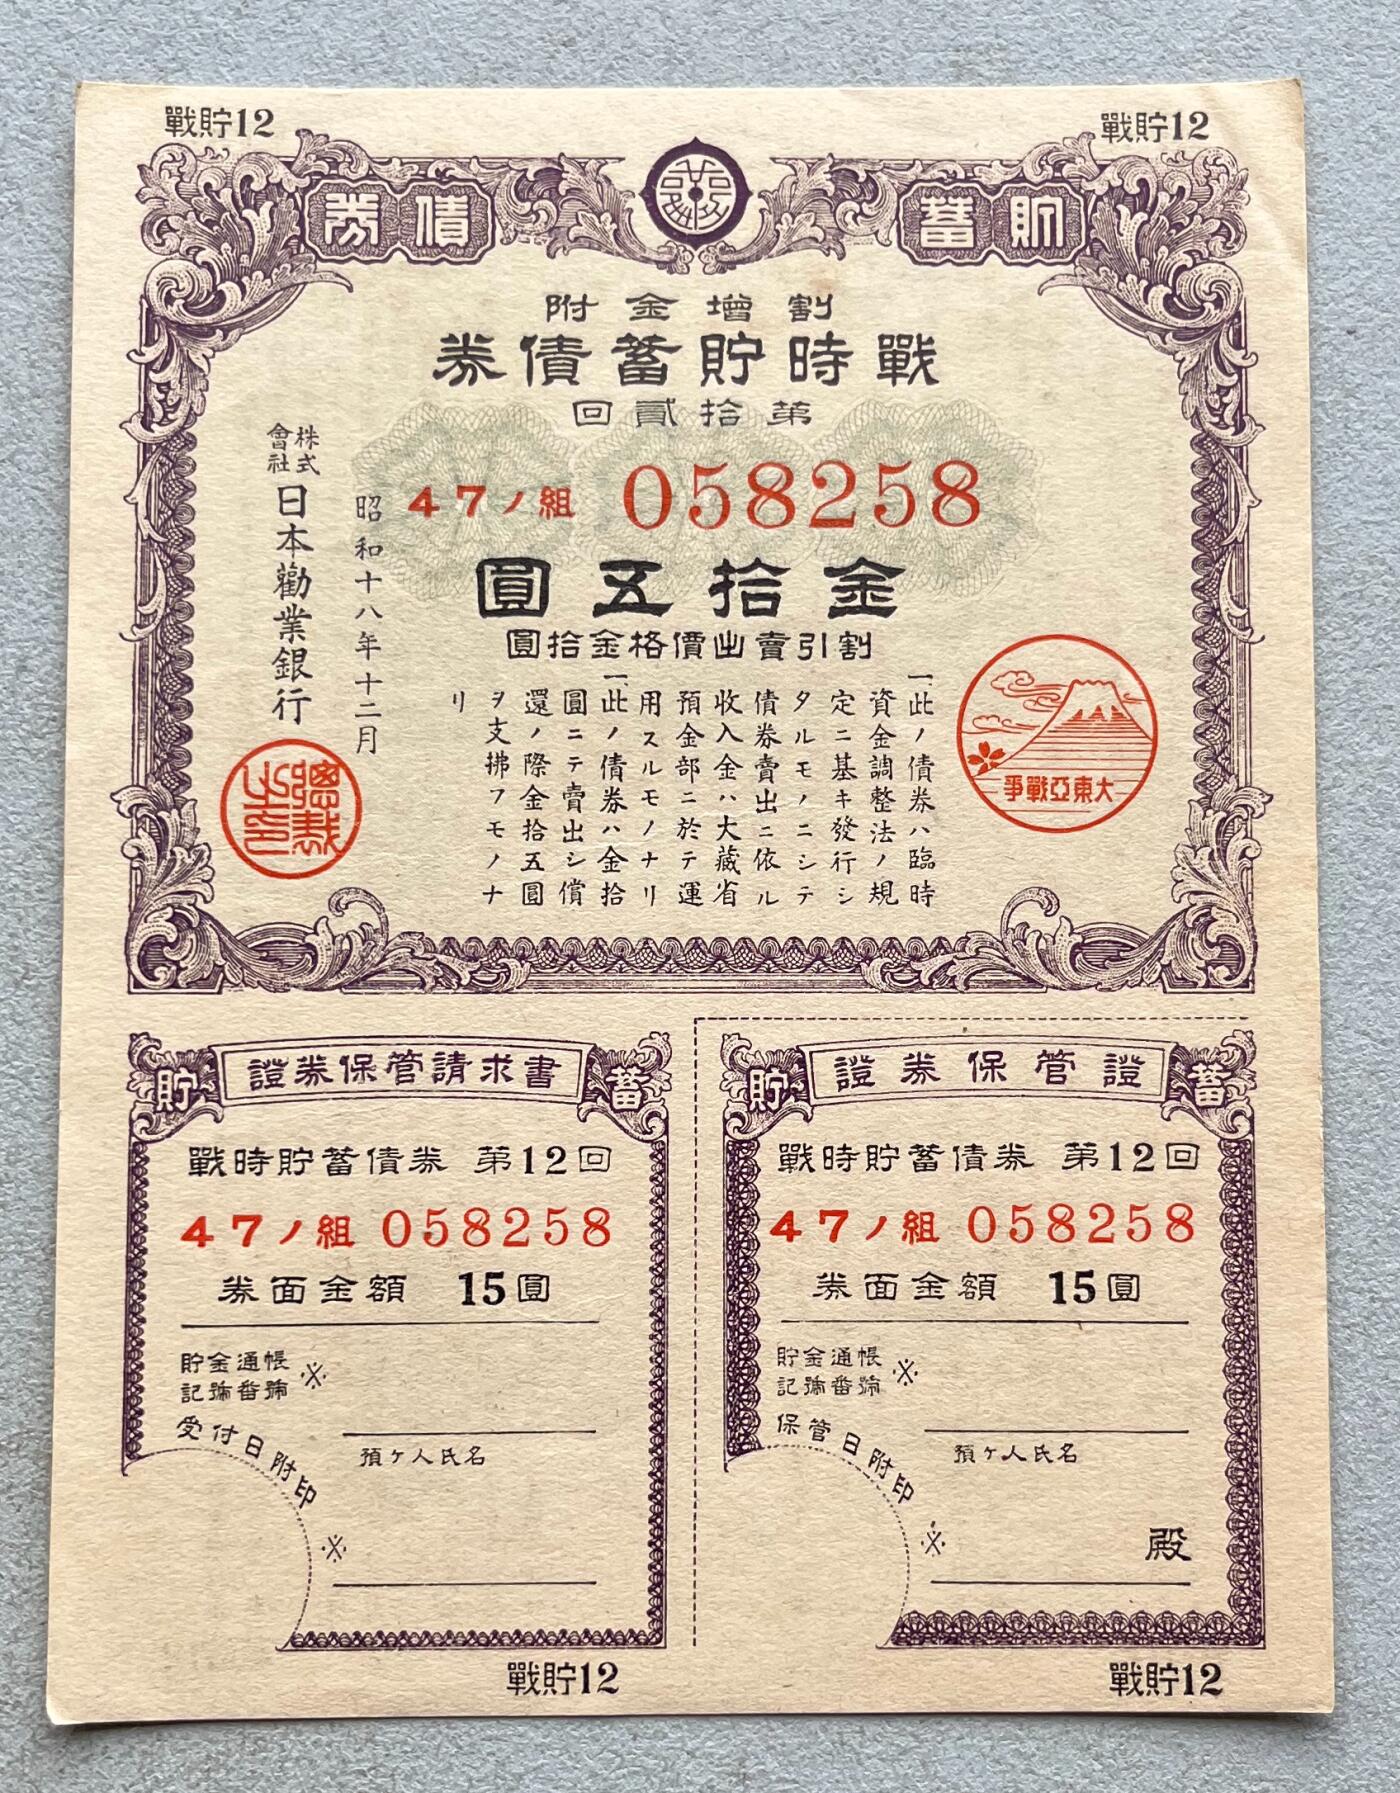 戰貯12
戰貯12
貯蓄
債券
割增金附
戰時貯蓄債券
第拾貳回
47ノ組 058258
金拾五圓
割引賣出價格金拾圓
大東亞戰爭
一、此ノ債券ハ臨時
資金調整法ノ規
定ニ基キ發行シ
タルモノニシテ
債券賣出ニ依ル
收入金ハ大藏省
預金部ニ於テ運
用スルモノナリ
一、此ノ債券ハ金拾
圓ニテ賣出シ償
還ノ際金拾五圓
ヲ支拂フモノナ
リ
昭和十八年十二月
株式會社日本勸業銀行
總裁之印
貯 證券保管請求書 蓄
戰時貯蓄債券 第12回
47ノ組 058258
券面金額 15圓
貯金通帳
記號番號 ※
受付日附印
預ケ人氏名
※
戰貯12
貯 證券保管證 蓄
戰時貯蓄債券 第12回
47ノ組 058258
券面金額 15圓
貯金通帳
記號番號 ※
保管日附印
預ケ人氏名
※
殿
戰貯12